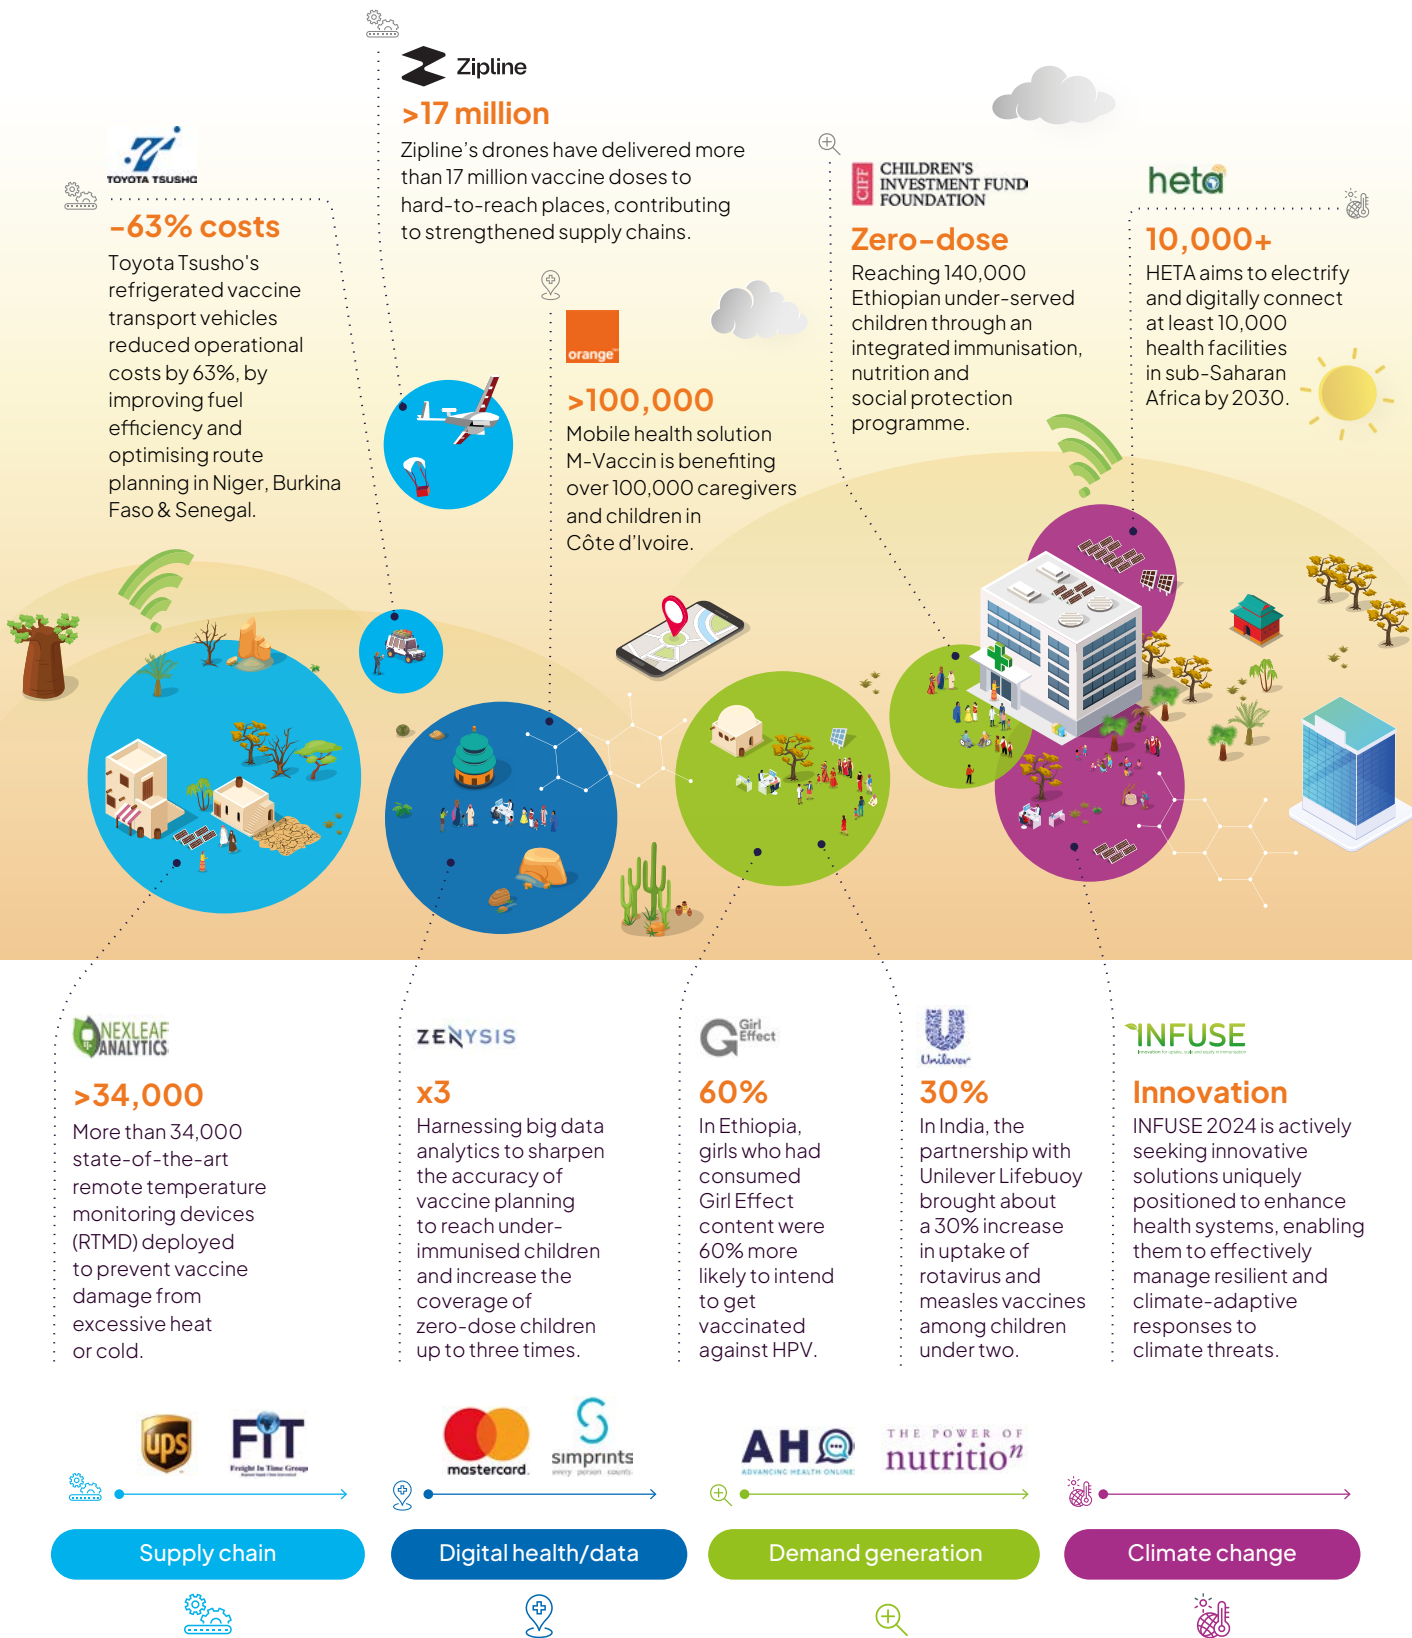 Zipline
>17 million
Zipline's drones have delivered more
than 17 million vaccine doses to
hard-to-reach places, contributing
to strengthened supply chains.
TOYOTA TSUSHO
-63% costs
Toyota Tsusho's
refrigerated vaccine
transport vehicles
reduced operational
costs by 63%, by
improving fuel
efficiency and
optimising route
planning in Niger, Burkina
Faso & Senegal.
orange
>100,000
Mobile health solution
M-Vaccin is benefiting
over 100,000 caregivers
and children in
Côte d'Ivoire.
CIFF
CHILDREN'S
INVESTMENT FUND
FOUNDATION
Zero-dose
Reaching 140,000
Ethiopian under-served
children through an
integrated immunisation,
nutrition and
social protection
programme.
heta
10,000+
HETA aims to electrify
and digitally connect
at least 10,000
health facilities
in sub-Saharan
Africa by 2030.
NEXLEAF
ANALYTICS
>34,000
More than 34,000
state-of-the-art
remote temperature
monitoring devices
(RTMD) deployed
to prevent vaccine
damage from
excessive heat
or cold.
ZENYSIS
x3
Harnessing big data
analytics to sharpen
the accuracy of
vaccine planning
to reach under-
immunised children
and increase the
coverage of
zero-dose children
up to three times.
Girl
Effect
60%
In Ethiopia,
girls who had
consumed
Girl Effect
content were
60% more
likely to intend
to get
vaccinated
against HPV.
Unilever
30%
In India, the
partnership with
Unilever Lifebuoy
brought about
a 30% increase
in uptake of
rotavirus and
measles vaccines
among children
under two.
INFUSE
Innovation for uptake, scale and equity in immunisation
Innovation
INFUSE 2024 is actively
seeking innovative
solutions uniquely
positioned to enhance
health systems, enabling
them to effectively
manage resilient and
climate-adaptive
responses to
climate threats.
ups
FiT
Freight In Time Group
mastercard.
simprints
every person counts.
AHO
ADVANCING HEALTH ONLINE
THE POWER OF
nutrition
Supply chain
Digital health/data
Demand generation
Climate change